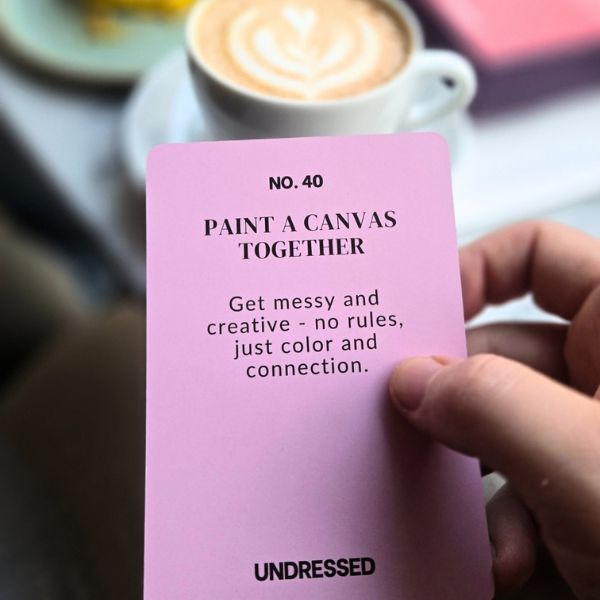 NO. 40
PAINT A CANVAS
TOGETHER
Get messy and
creative - no rules,
just color and
connection.
UNDRESSED